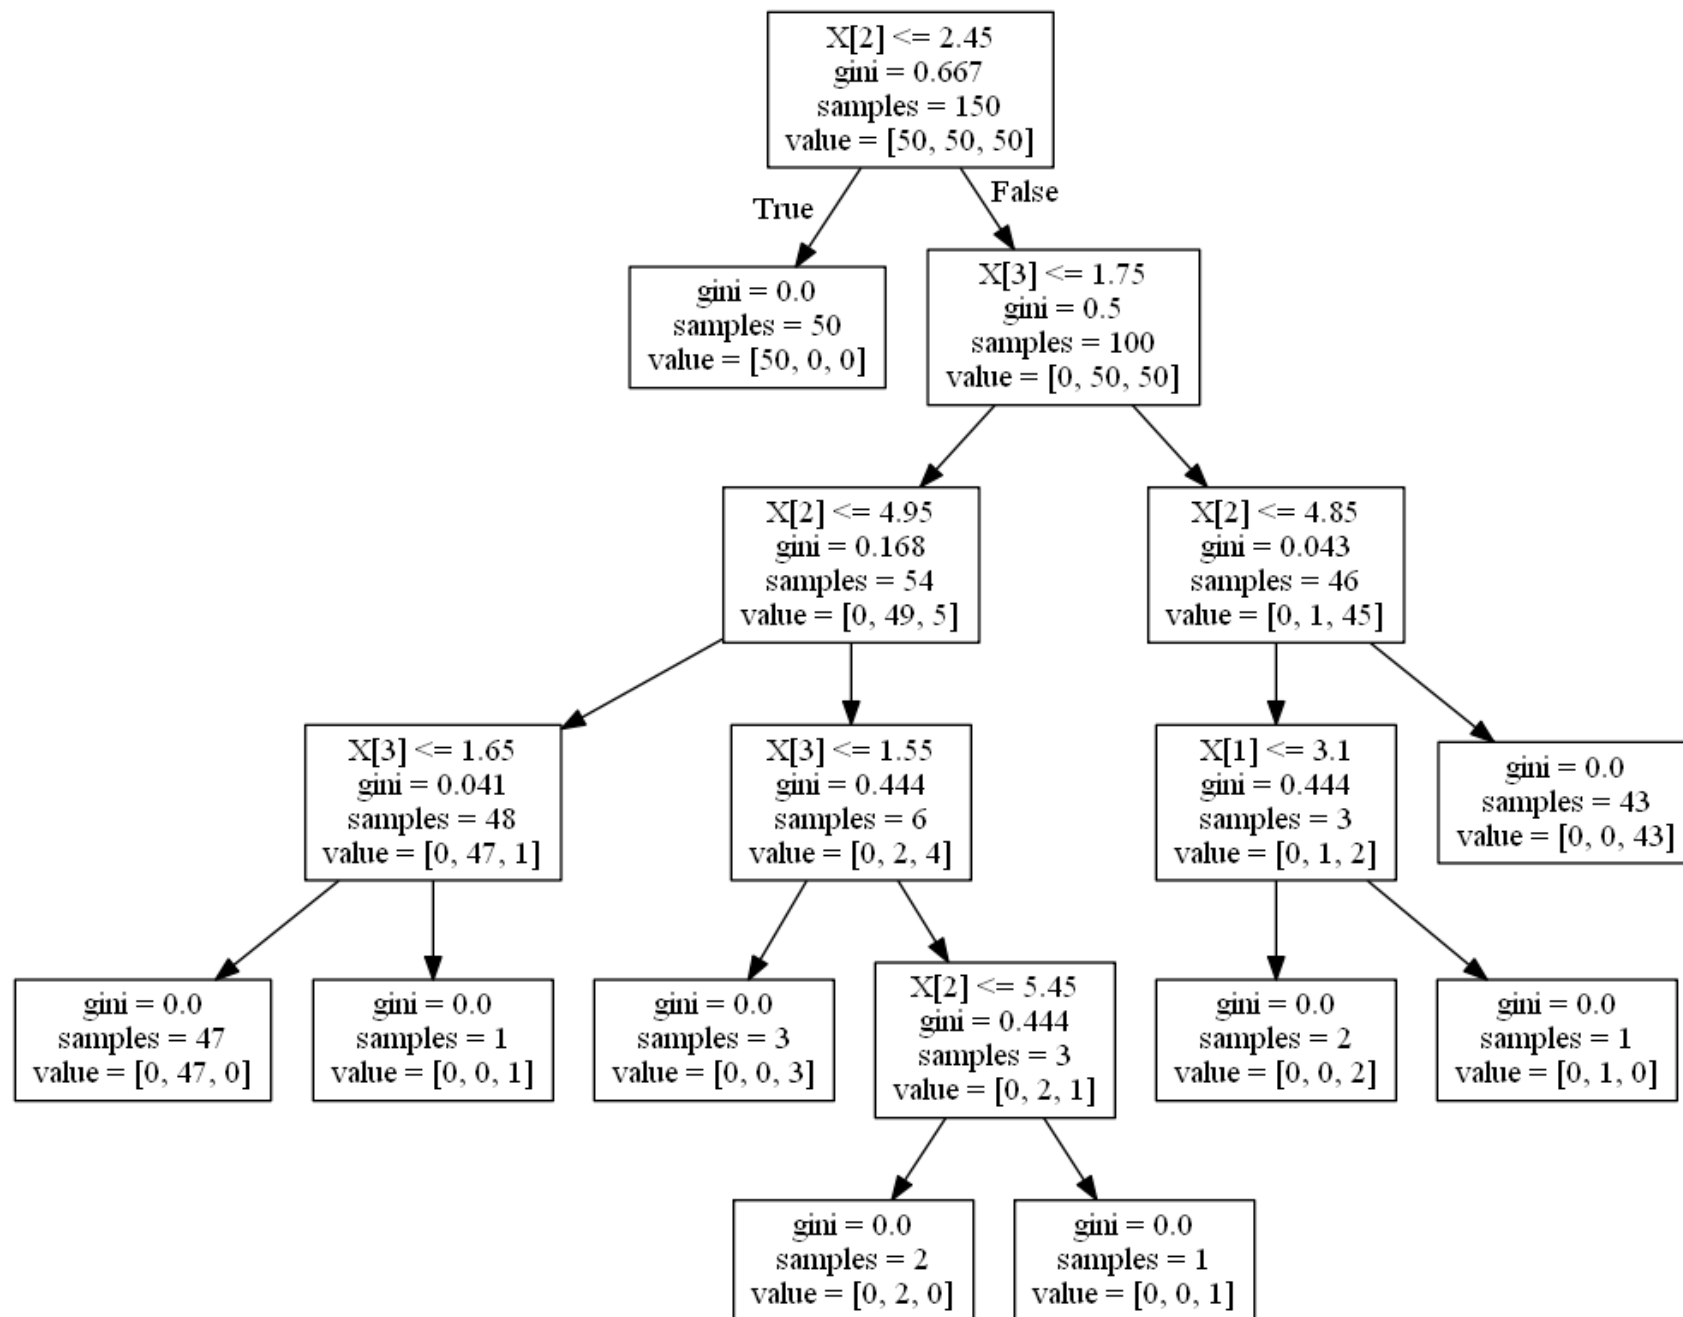 X[2] <= 2.45
gini = 0.667
samples = 150
value = [50, 50, 50]
True
False
gini = 0.0
samples = 50
value = [50, 0, 0]
X[3] <= 1.75
gini = 0.5
samples = 100
value = [0, 50, 50]
X[2] <= 4.95
gini = 0.168
samples = 54
value = [0, 49, 5]
X[2] <= 4.85
gini = 0.043
samples = 46
value = [0, 1, 45]
X[3] <= 1.65
gini = 0.041
samples = 48
value = [0, 47, 1]
X[3] <= 1.55
gini = 0.444
samples = 6
value = [0, 2, 4]
X[1] <= 3.1
gini = 0.444
samples = 3
value = [0, 1, 2]
gini = 0.0
samples = 43
value = [0, 0, 43]
gini = 0.0
samples = 47
value = [0, 47, 0]
gini = 0.0
samples = 1
value = [0, 0, 1]
gini = 0.0
samples = 3
value = [0, 0, 3]
X[2] <= 5.45
gini = 0.444
samples = 3
value = [0, 2, 1]
gini = 0.0
samples = 2
value = [0, 0, 2]
gini = 0.0
samples = 1
value = [0, 1, 0]
gini = 0.0
samples = 2
value = [0, 2, 0]
gini = 0.0
samples = 1
value = [0, 0, 1]